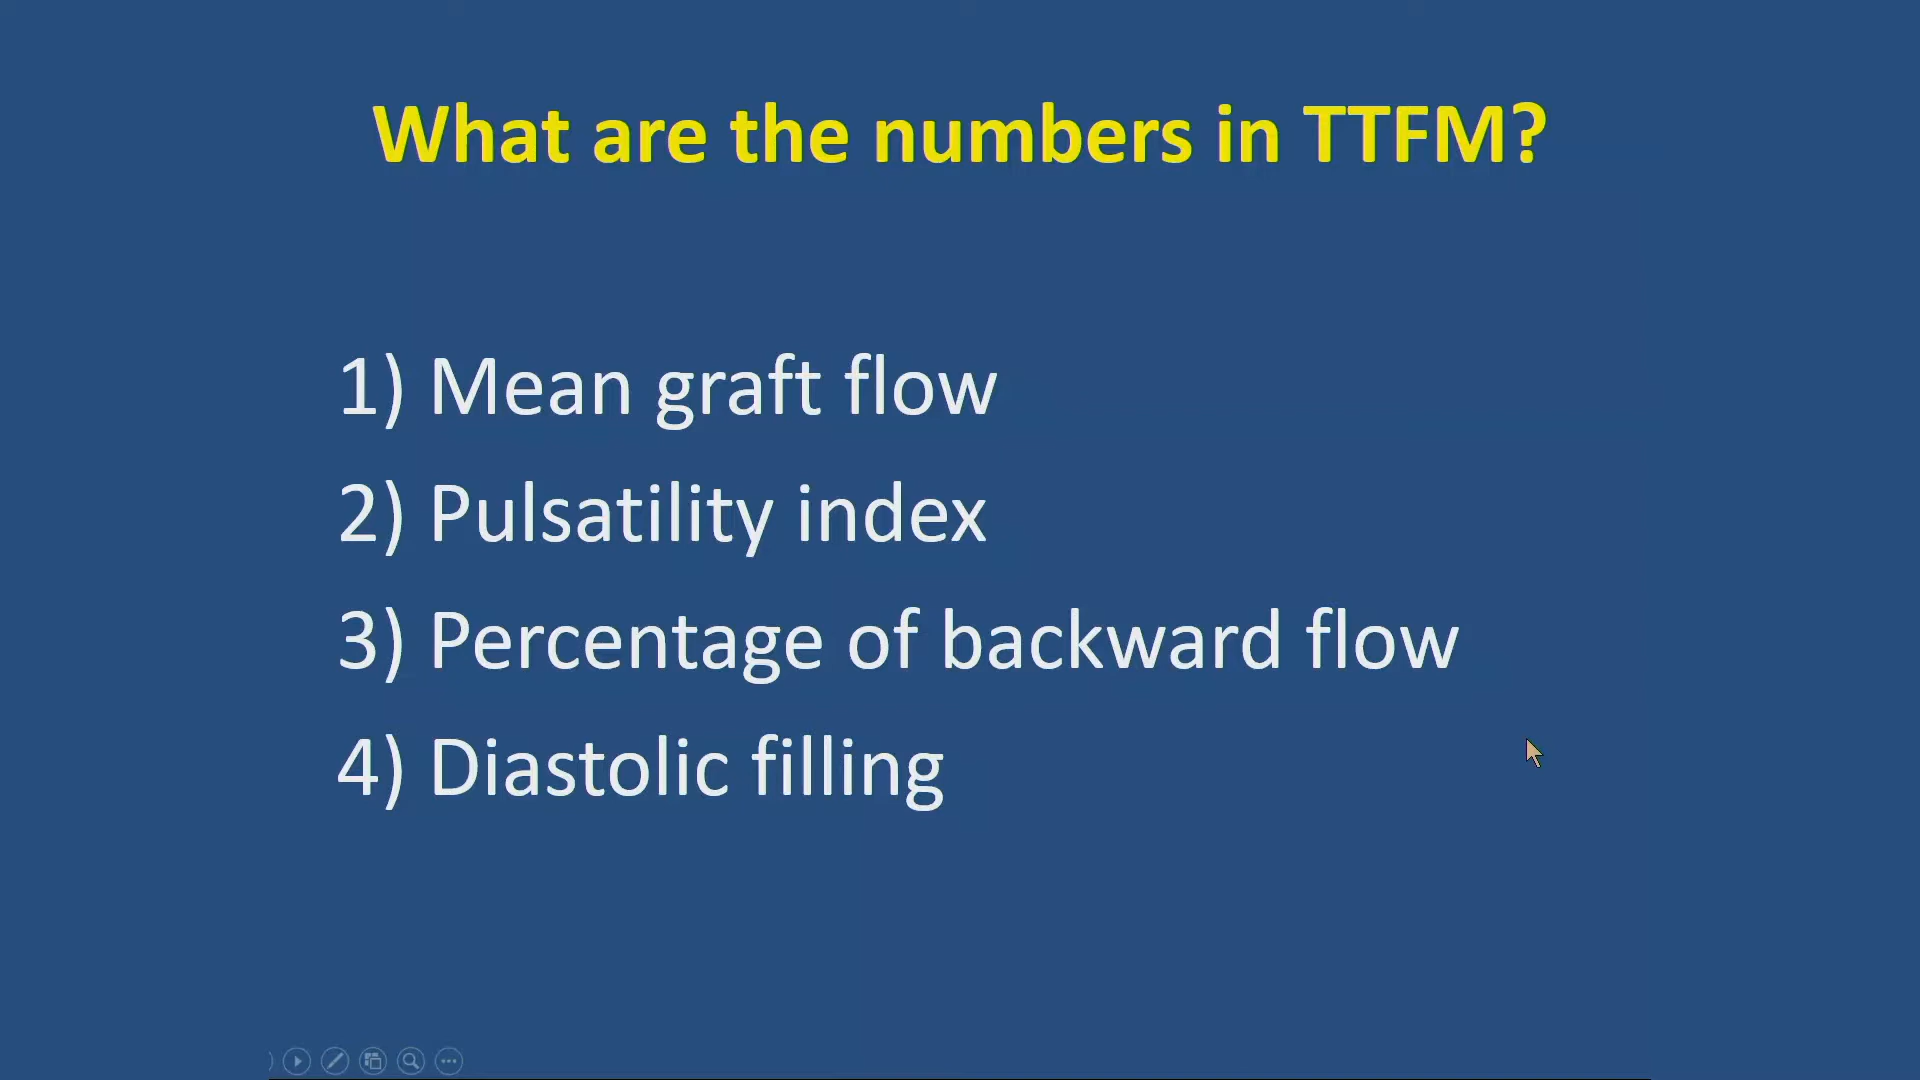 What are the numbers in TTFM?
1) Mean graft flow
2) Pulsatility index
3) Percentage of backward flow
4) Diastolic filling